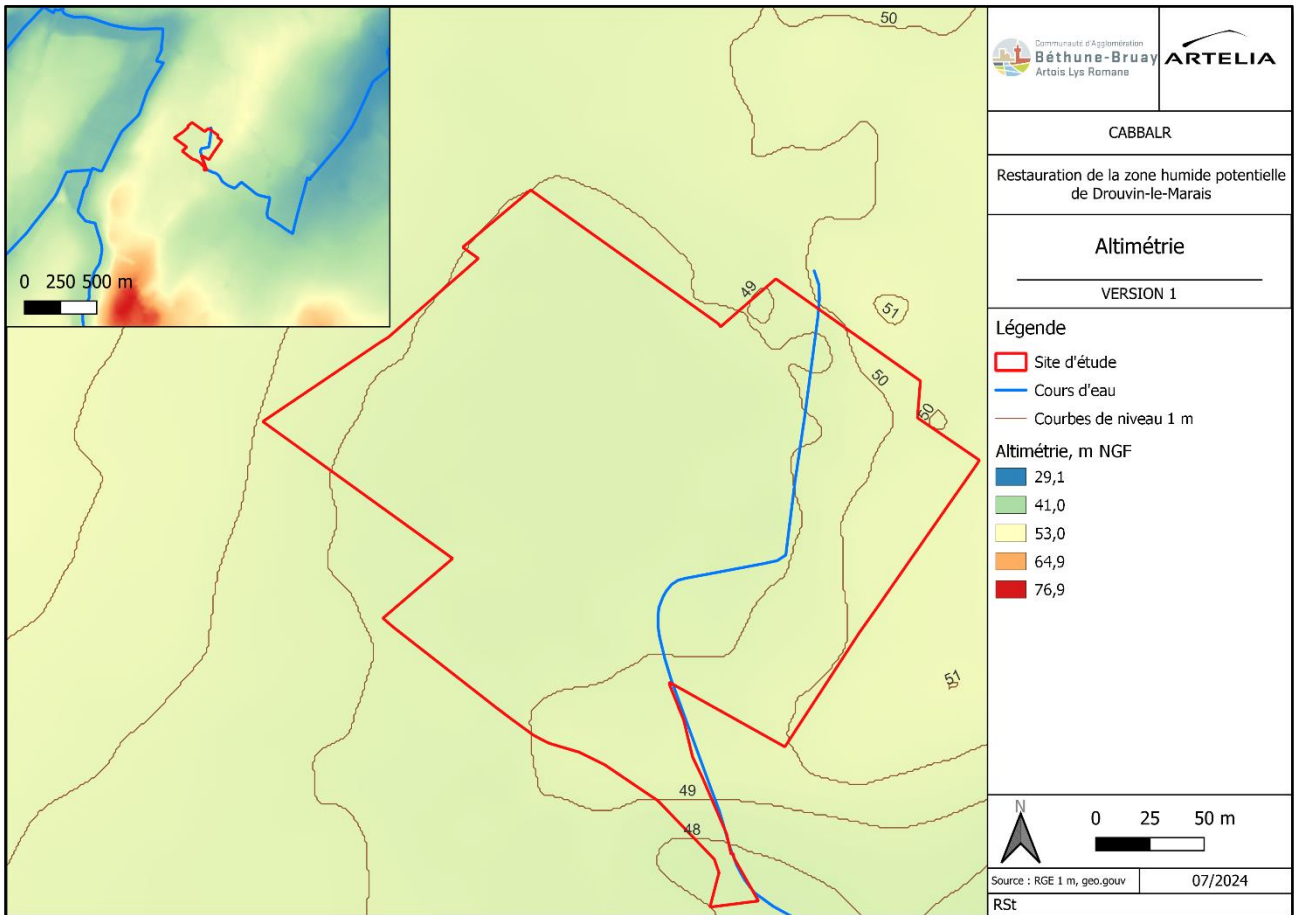 50
0 250 500 m
49
51
50
50
51
49
48
Communauté d'Agglomération
Béthune-Bruay
Artois Lys Romane
ARTELIA
CABBALR
Restauration de la zone humide potentielle
de Drouvin-le-Marais
Altimétrie
VERSION 1
Légende
Site d'étude
Cours d'eau
Courbes de niveau 1 m
Altimétrie, m NGF
29,1
41,0
53,0
64,9
76,9
N
0 25 50 m
Source : RGE 1 m, geo.gouv
07/2024
RSt